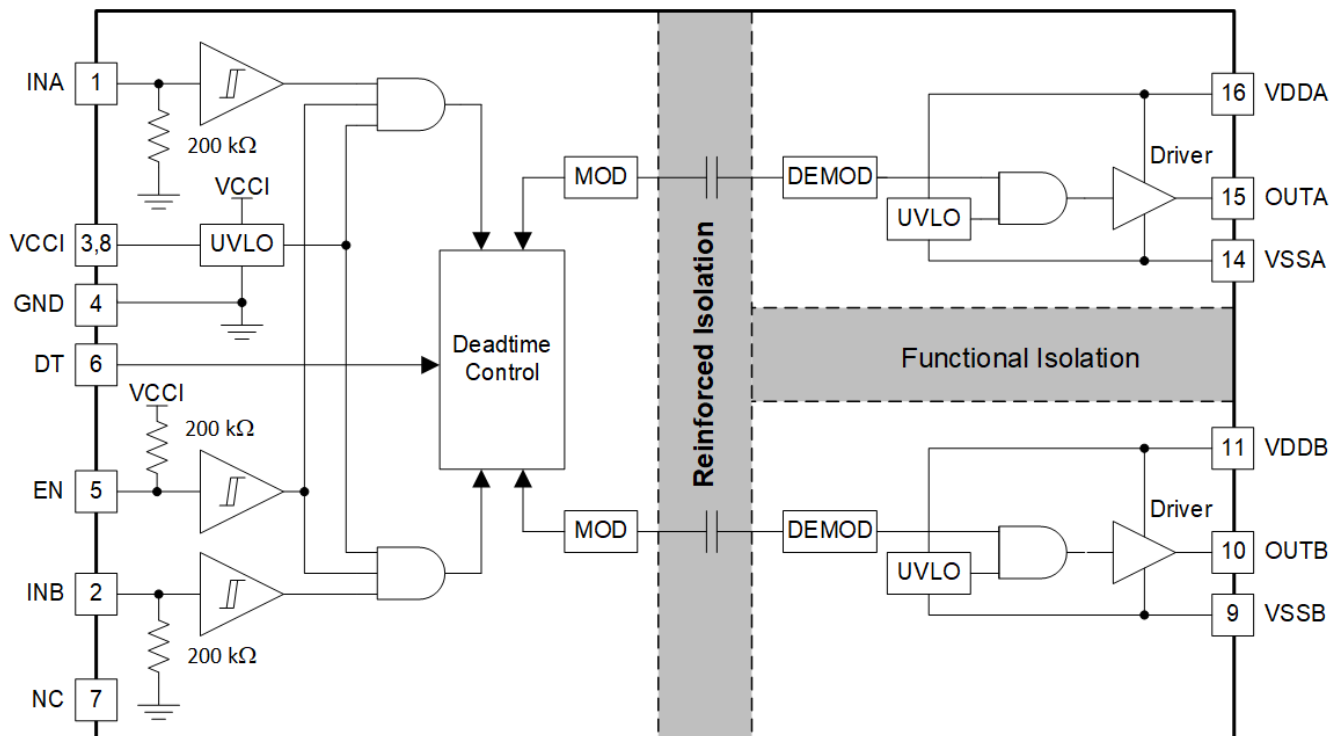 INA
1
200 kΩ
VCCI
VCCI
3,8
UVLO
GND
4
DT
6
VCCI
200 kΩ
EN
5
INB
2
200 kΩ
NC
7
Deadtime
Control
MOD
MOD
Reinforced Isolation
Functional Isolation
DEMOD
UVLO
Driver
16
VDDA
15
OUTA
14
VSSA
DEMOD
UVLO
Driver
11
VDDB
10
OUTB
9
VSSB